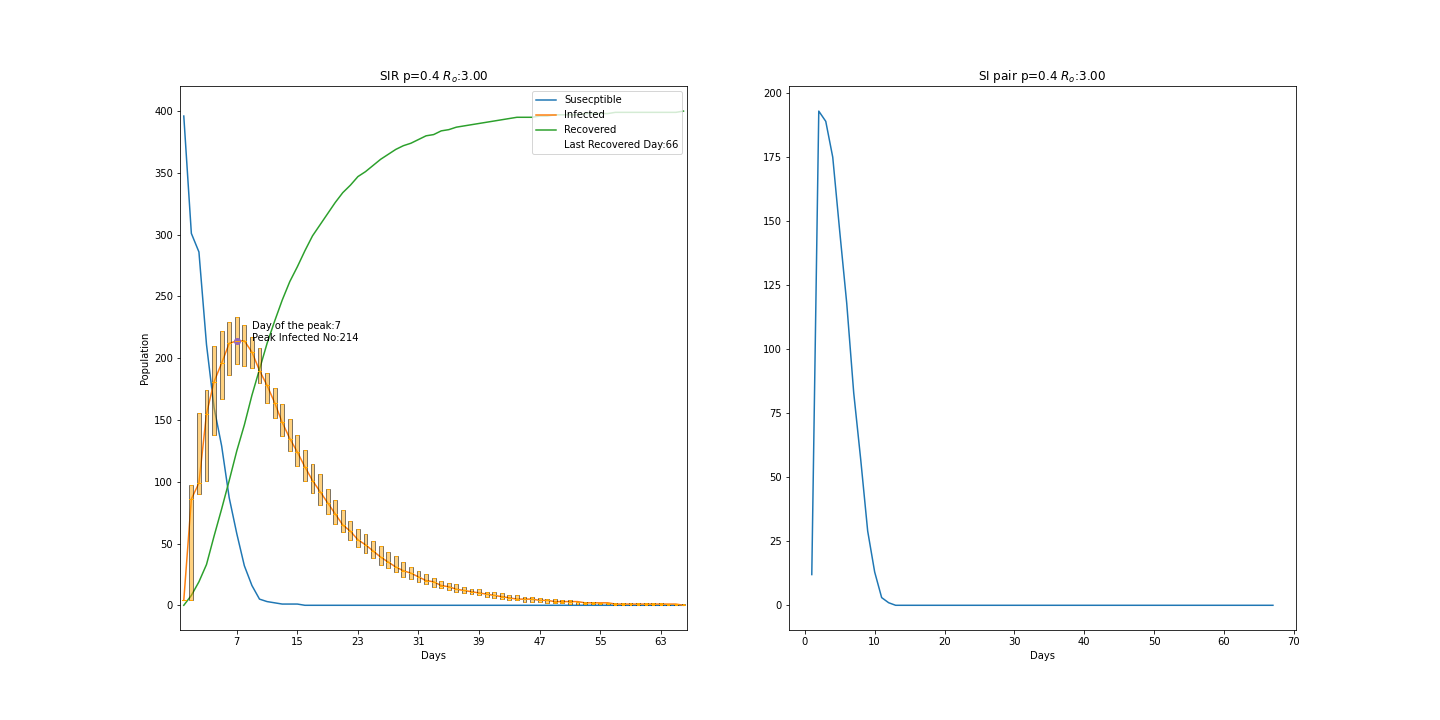 SIR p=0.4 Rₒ:3.00
Susecptible
Infected
Recovered
Last Recovered Day:66
Day of the peak:7
Peak Infected No:214
Population
400
350
300
250
200
150
100
50
0
7 15 23 31 39 47 55 63
Days
SI pair p=0.4 Rₒ:3.00
200
175
150
125
100
75
50
25
0
0 10 20 30 40 50 60 70
Days